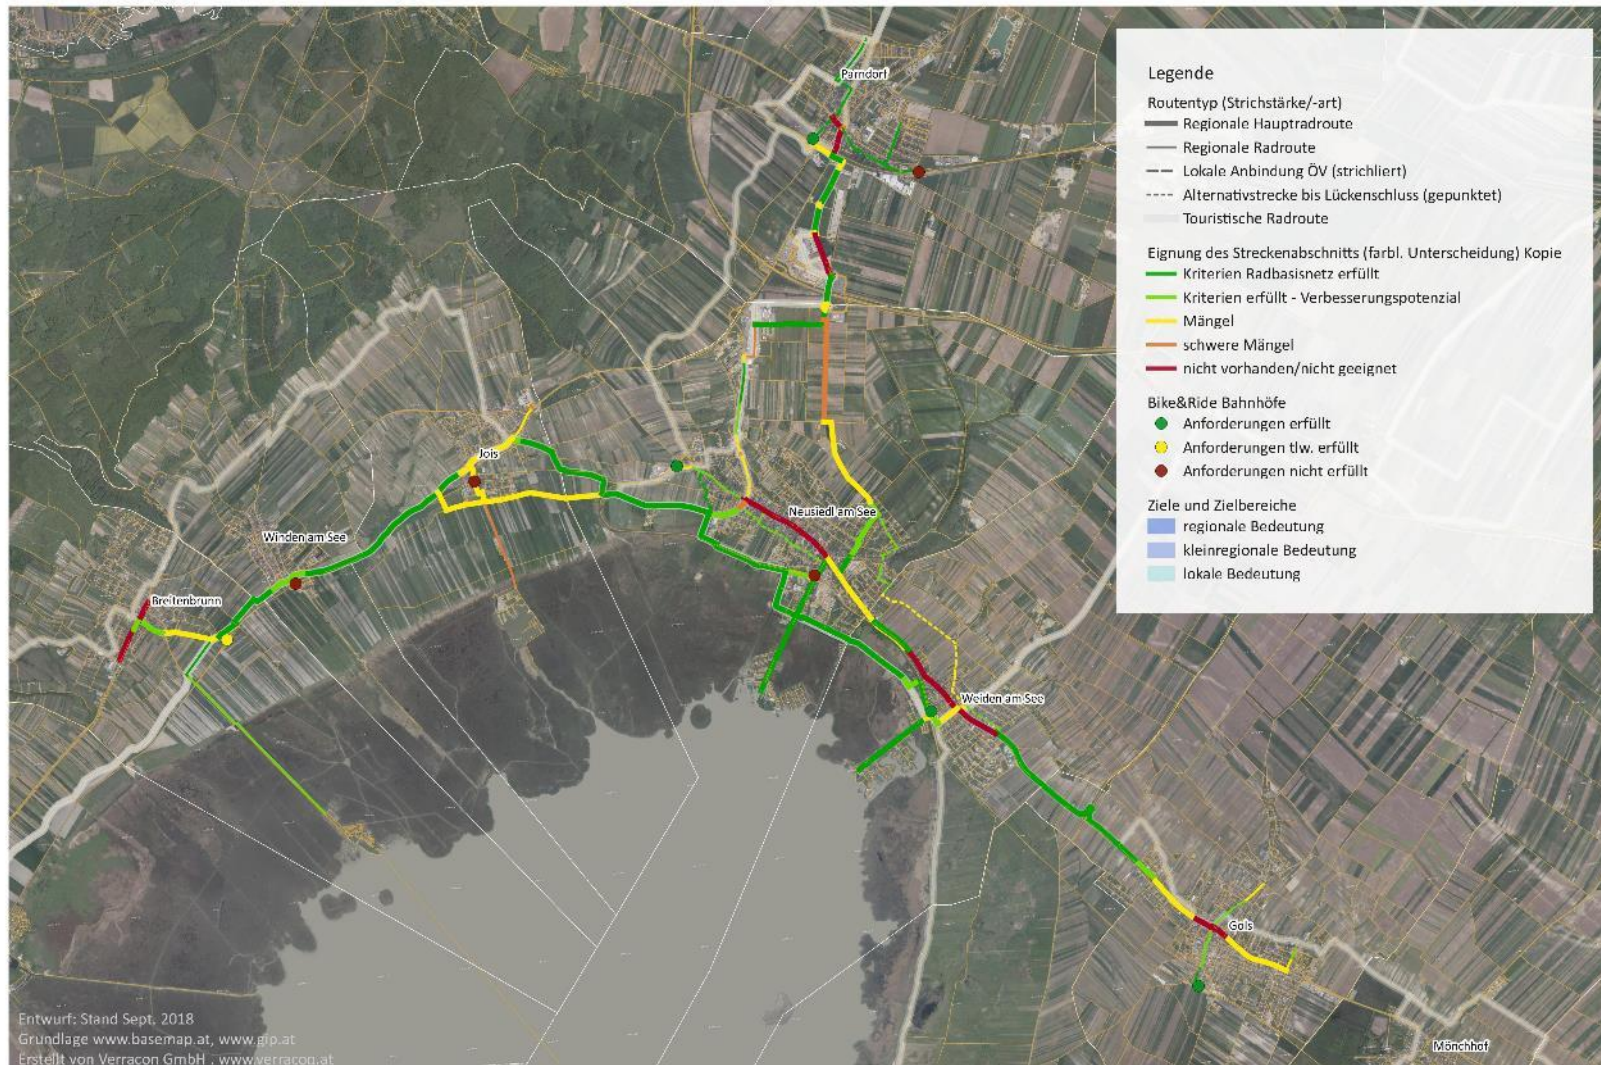 Parndorf
Jois
Winden am See
Neusiedl am See
Breitenbrunn
Weiden am See
Gols
Mönchhof
Legende
Routentyp (Strichstärke/-art)
Regionale Hauptradroute
Regionale Radroute
Lokale Anbindung ÖV (strichliert)
Alternativstrecke bis Lückenschluss (gepunktet)
Touristische Radroute
Eignung des Streckenabschnitts (farbl. Unterscheidung) Kopie
Kriterien Radbasisnetz erfüllt
Kriterien erfüllt - Verbesserungspotenzial
Mängel
schwere Mängel
nicht vorhanden/nicht geeignet
Bike&Ride Bahnhöfe
Anforderungen erfüllt
Anforderungen tlw. erfüllt
Anforderungen nicht erfüllt
Ziele und Zielbereiche
regionale Bedeutung
kleinregionale Bedeutung
lokale Bedeutung
Entwurf: Stand Sept. 2018
Grundlage www.basemap.at, www.gip.at
Erstellt von Verracon GmbH , www.verracon.at